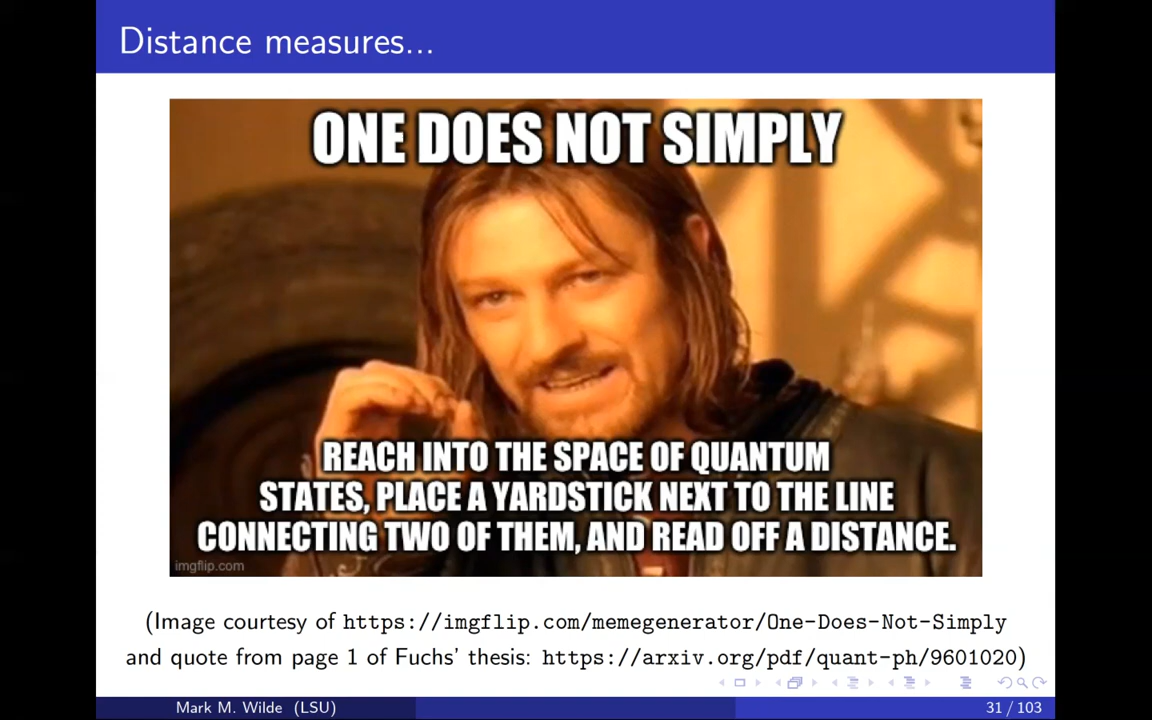 Distance measures...
ONE DOES NOT SIMPLY
REACH INTO THE SPACE OF QUANTUM
STATES, PLACE A YARDSTICK NEXT TO THE LINE
CONNECTING TWO OF THEM, AND READ OFF A DISTANCE.
imgflip.com
(Image courtesy of https://imgflip.com/memegenerator/One-Does-Not-Simply
and quote from page 1 of Fuchs' thesis: https://arxiv.org/pdf/quant-ph/9601020)
Mark M. Wilde (LSU)
31 / 103